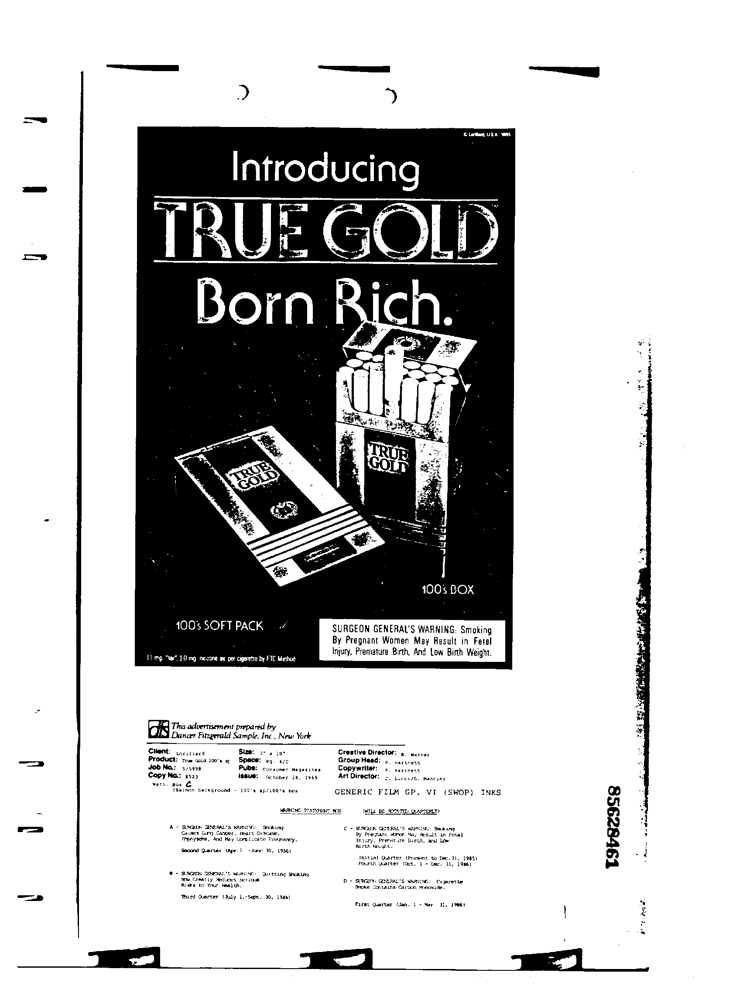 © Lorillard, U.S.A. 1985
Introducing
TRUE GOLD
Born Rich.
TRUE
GOLD
TRUE
GOLD
100's BOX
100's SOFT PACK
SURGEON GENERAL'S WARNING: Smoking
By Pregnant Women May Result in Fetal
Injury, Premature Birth, And Low Birth Weight.
11 mg. "tar", 1.0 mg. nicotine av. per cigarette by FTC Method
dfs
This advertisement prepared by
Dancer Fitzgerald Sample, Inc., New York
Client: Lorillard
Product: True Gold 100's sp
Job No.: 5/5998
Copy No.: 8523
Warn. Box C
Size: 7" x 10"
Space: Pg. 4/C
Pubs: Consumer Magazines
Issue: October 28, 1985
Creative Director: B. Warner
Group Head: P. Hartnett
Copywriter: P. Hartnett
Art Director: J. Lucci/G. Mancini
(Salmon background - 100's sp/100's box
GENERIC FILM GP. VI (SWOP) INKS
WARNING STATEMENT BOX (WILL BE ROTATED QUARTERLY)
A - SURGEON GENERAL'S WARNING: Smoking
Causes Lung Cancer, Heart Disease,
Emphysema, And May Complicate Pregnancy.
Second Quarter (Apr.1 -June 30, 1986)
B - SURGEON GENERAL'S WARNING: Quitting Smoking
Now Greatly Reduces Serious
Risks to Your Health.
Third Quarter (July 1,-Sept. 30, 1986)
C - SURGEON GENERAL'S WARNING: Smoking
By Pregnant Women May Result in Fetal
Injury, Premature Birth, and Low
Birth Weight.
Initial Quarter (Present to Dec.31, 1985)
Fourth Quarter (Oct. 1 - Dec. 31, 1986)
D - SURGEON GENERAL'S WARNING: Cigarette
Smoke Contains Carbon Monoxide.
First Quarter (Jan. 1 - Mar. 31, 1986)
85628461